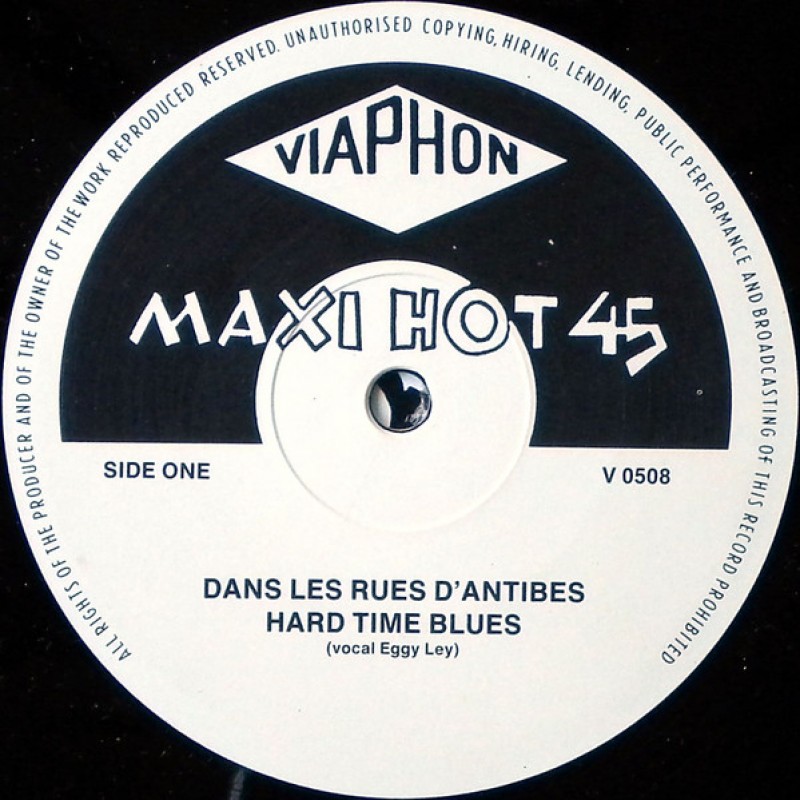 ALL RIGHTS OF THE PRODUCER AND OF THE OWNER OF THE WORK REPRODUCED RESERVED. UNAUTHORISED COPYING, HIRING, LENDING, PUBLIC PERFORMANCE AND BROADCASTING OF THIS RECORD PROHIBITED
VIAPHON
MAXI HOT 45
SIDE ONE
V 0508
DANS LES RUES D'ANTIBES
HARD TIME BLUES
(vocal Eggy Ley)